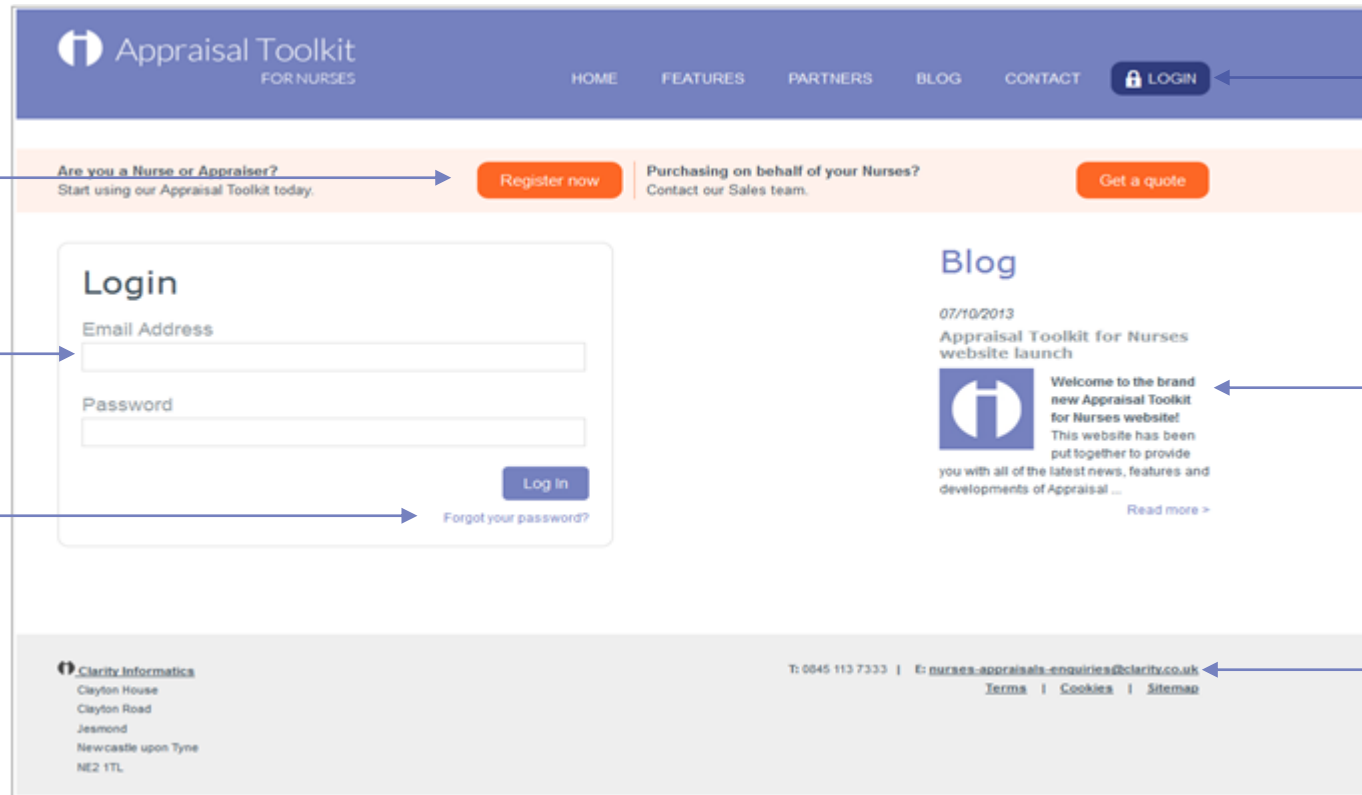 Appraisal Toolkit
FOR NURSES
HOME FEATURES PARTNERS BLOG CONTACT LOGIN
Are you a Nurse or Appraiser?
Start using our Appraisal Toolkit today.
Register now
Purchasing on behalf of your Nurses?
Contact our Sales team.
Get a quote
Login
Email Address
Password
Log In
Forgot your password?
Blog
07/10/2013
Appraisal Toolkit for Nurses
website launch
Welcome to the brand
new Appraisal Toolkit
for Nurses website!
This website has been
put together to provide
you with all of the latest news, features and
developments of Appraisal ...
Read more >
Clarity Informatics
Clayton House
Clayton Road
Jesmond
Newcastle upon Tyne
NE2 1TL
T: 0845 113 7333 | E: nurses-appraisals-enquiries@clarity.co.uk
Terms | Cookies | Sitemap